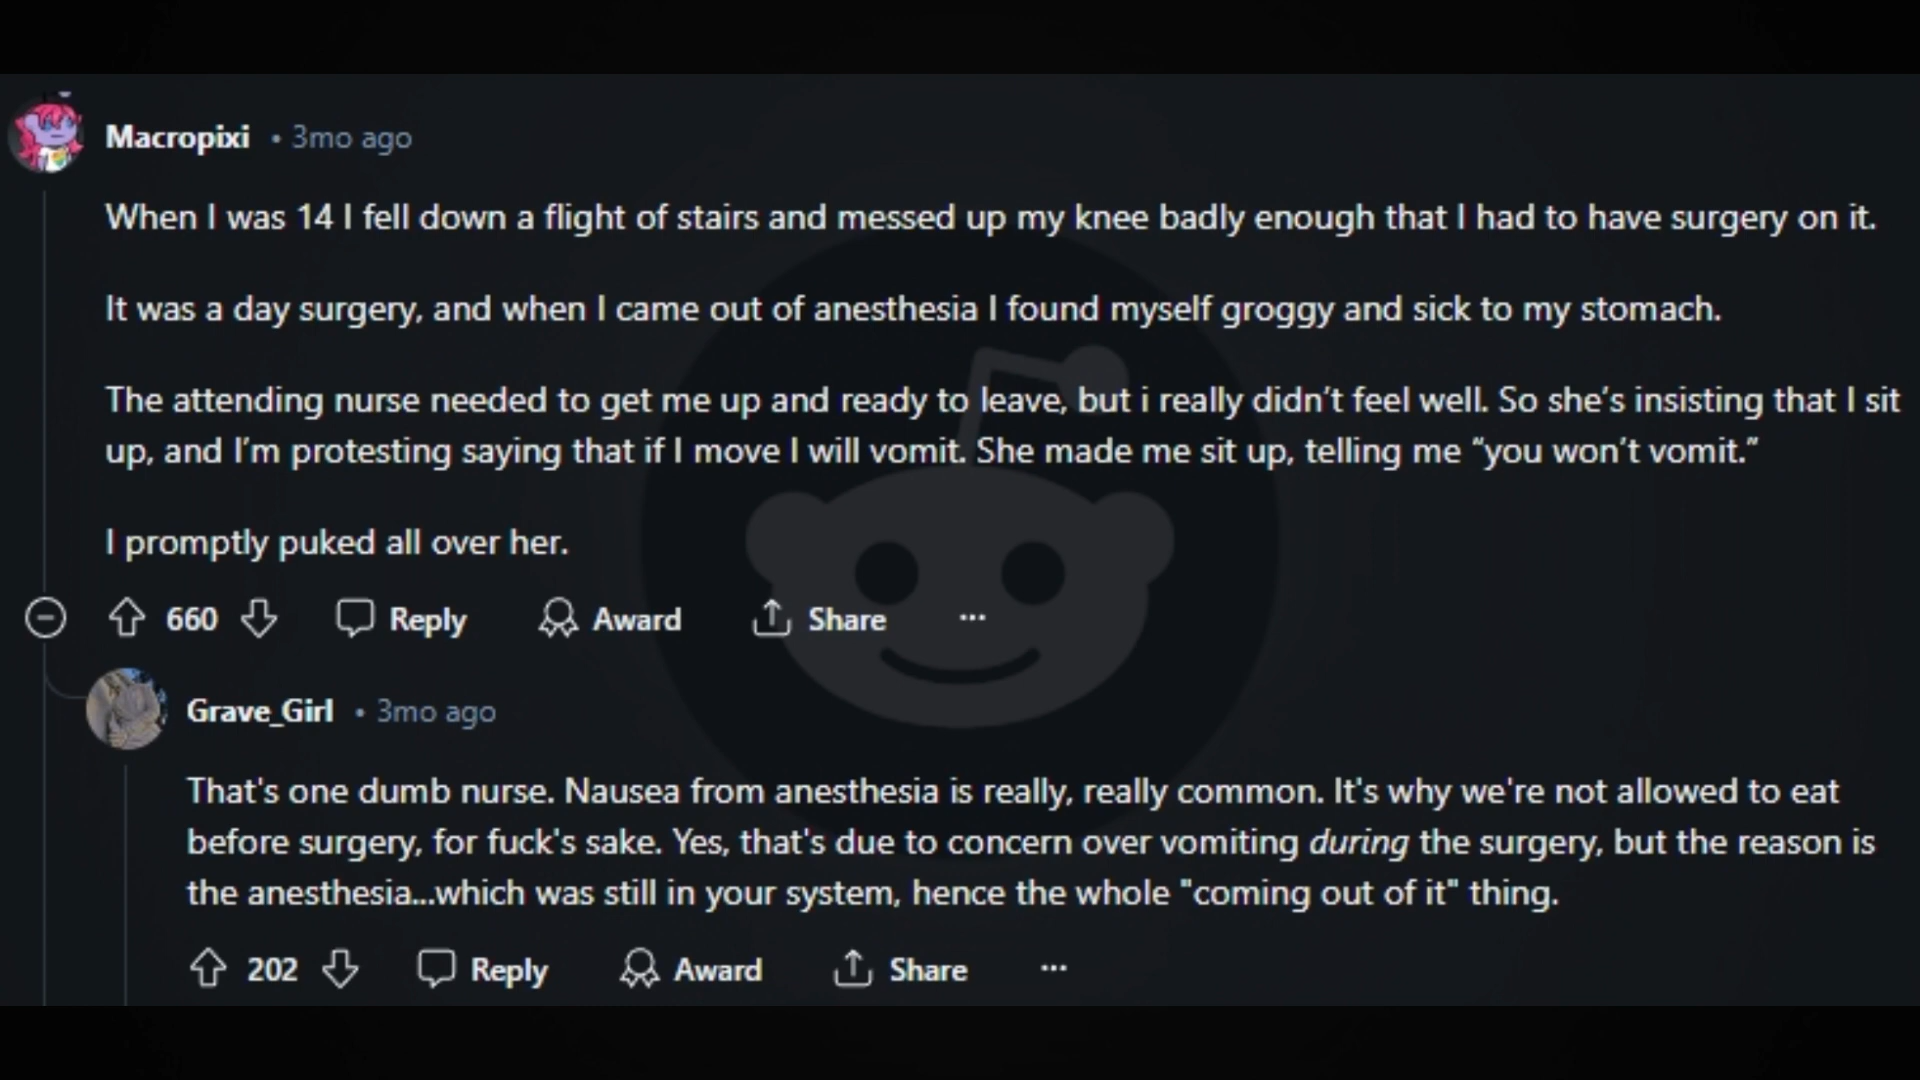 Macropixi • 3mo ago
When I was 14 I fell down a flight of stairs and messed up my knee badly enough that I had to have surgery on it.
It was a day surgery, and when I came out of anesthesia I found myself groggy and sick to my stomach.
The attending nurse needed to get me up and ready to leave, but i really didn’t feel well. So she’s insisting that I sit
up, and I’m protesting saying that if I move I will vomit. She made me sit up, telling me “you won’t vomit.”
I promptly puked all over her.
660 Reply Award Share ...
Grave_Girl • 3mo ago
That's one dumb nurse. Nausea from anesthesia is really, really common. It's why we're not allowed to eat
before surgery, for fuck's sake. Yes, that's due to concern over vomiting during the surgery, but the reason is
the anesthesia...which was still in your system, hence the whole "coming out of it" thing.
202 Reply Award Share ...